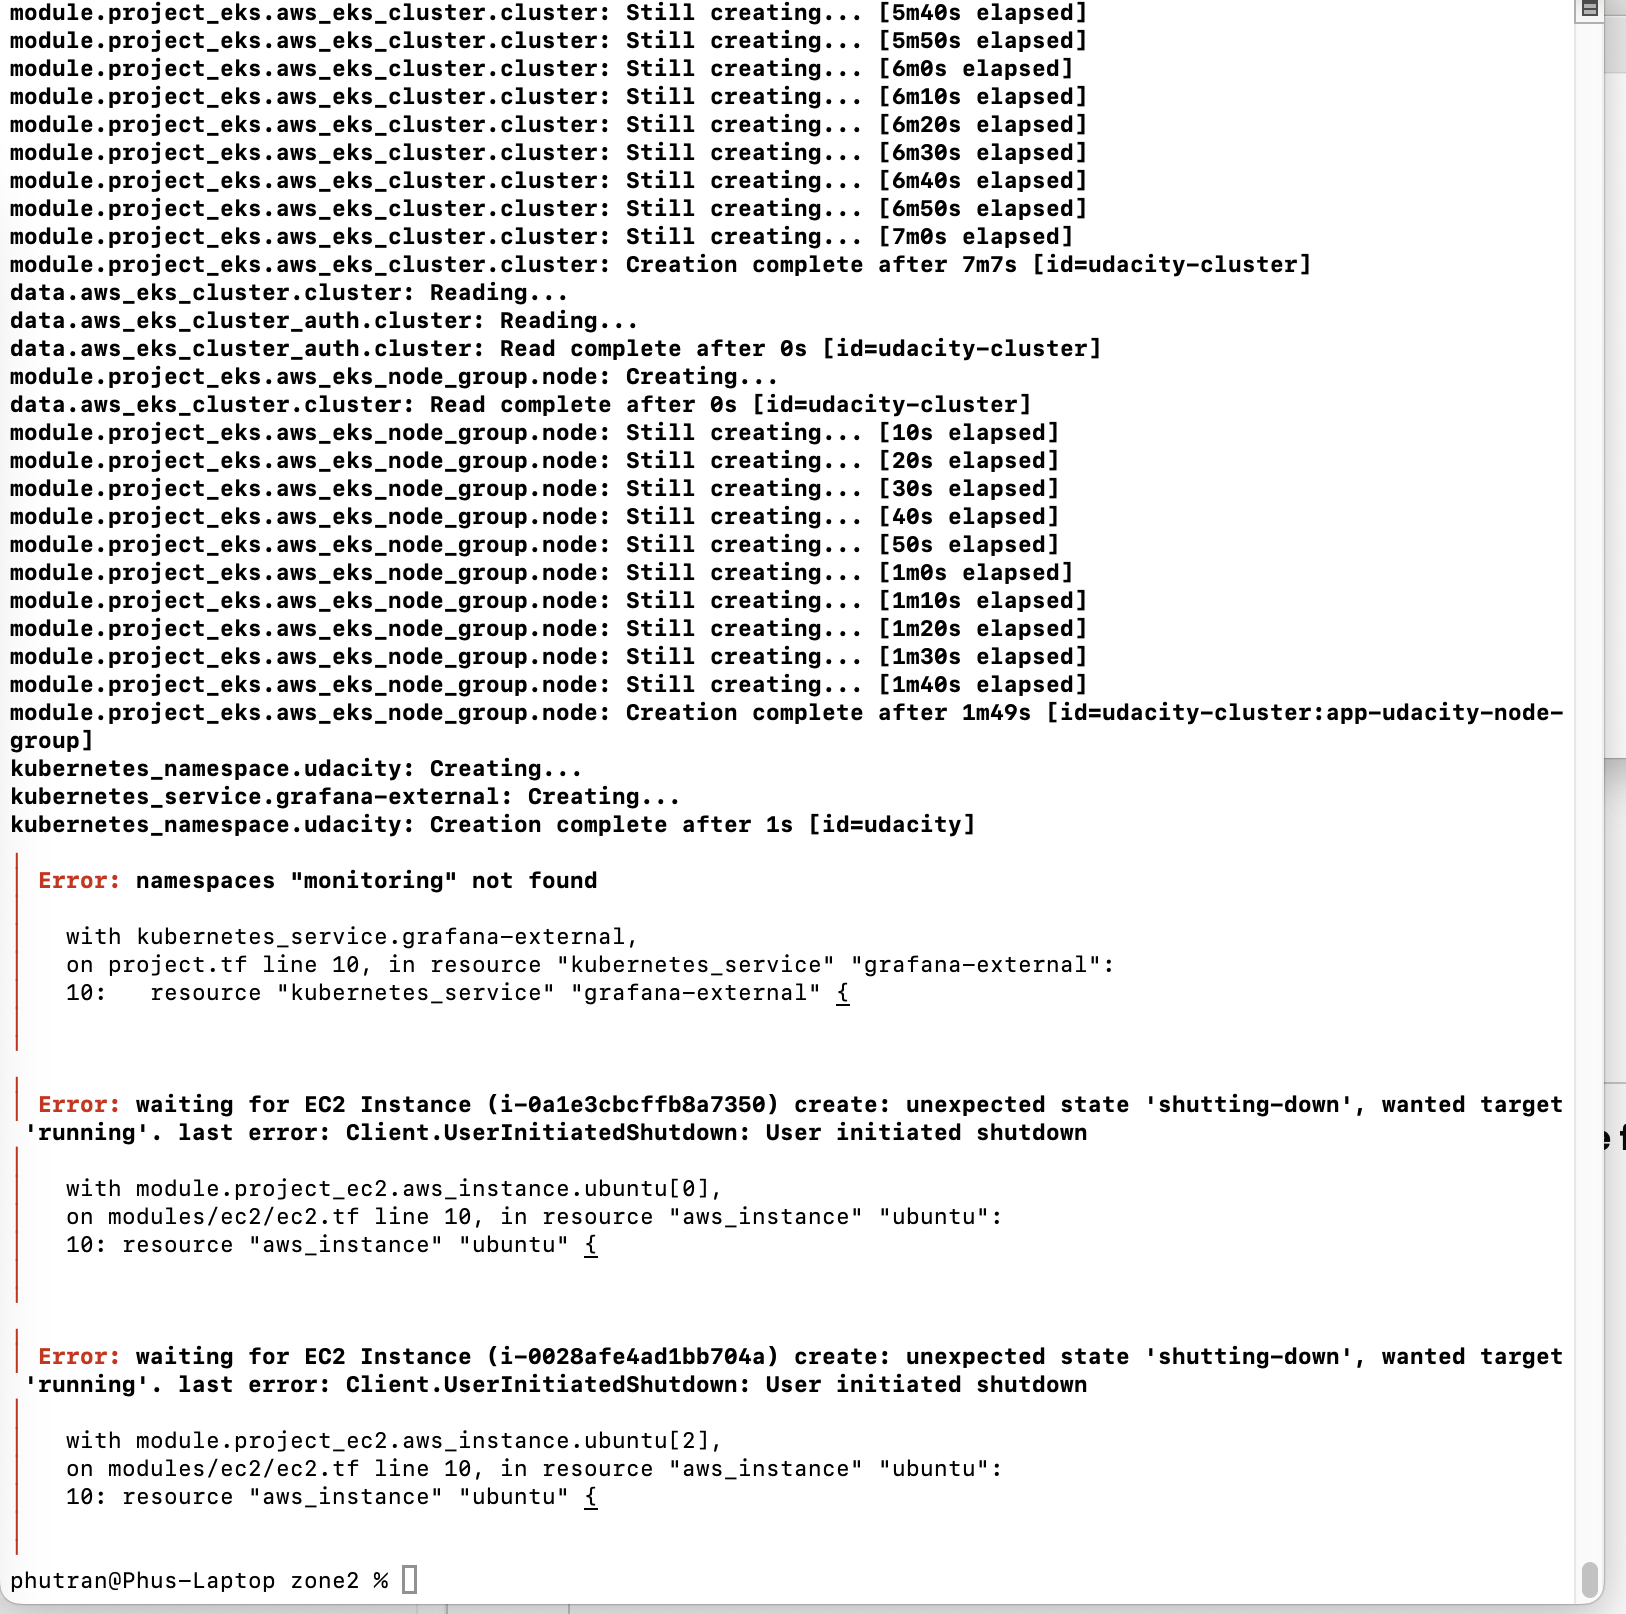 module.project_eks.aws_eks_cluster.cluster: Still creating... [5m40s elapsed]
module.project_eks.aws_eks_cluster.cluster: Still creating... [5m50s elapsed]
module.project_eks.aws_eks_cluster.cluster: Still creating... [6m0s elapsed]
module.project_eks.aws_eks_cluster.cluster: Still creating... [6m10s elapsed]
module.project_eks.aws_eks_cluster.cluster: Still creating... [6m20s elapsed]
module.project_eks.aws_eks_cluster.cluster: Still creating... [6m30s elapsed]
module.project_eks.aws_eks_cluster.cluster: Still creating... [6m40s elapsed]
module.project_eks.aws_eks_cluster.cluster: Still creating... [6m50s elapsed]
module.project_eks.aws_eks_cluster.cluster: Still creating... [7m0s elapsed]
module.project_eks.aws_eks_cluster.cluster: Creation complete after 7m7s [id=udacity-cluster]
data.aws_eks_cluster.cluster: Reading...
data.aws_eks_cluster_auth.cluster: Reading...
data.aws_eks_cluster_auth.cluster: Read complete after 0s [id=udacity-cluster]
module.project_eks.aws_eks_node_group.node: Creating...
data.aws_eks_cluster.cluster: Read complete after 0s [id=udacity-cluster]
module.project_eks.aws_eks_node_group.node: Still creating... [10s elapsed]
module.project_eks.aws_eks_node_group.node: Still creating... [20s elapsed]
module.project_eks.aws_eks_node_group.node: Still creating... [30s elapsed]
module.project_eks.aws_eks_node_group.node: Still creating... [40s elapsed]
module.project_eks.aws_eks_node_group.node: Still creating... [50s elapsed]
module.project_eks.aws_eks_node_group.node: Still creating... [1m0s elapsed]
module.project_eks.aws_eks_node_group.node: Still creating... [1m10s elapsed]
module.project_eks.aws_eks_node_group.node: Still creating... [1m20s elapsed]
module.project_eks.aws_eks_node_group.node: Still creating... [1m30s elapsed]
module.project_eks.aws_eks_node_group.node: Still creating... [1m40s elapsed]
module.project_eks.aws_eks_node_group.node: Creation complete after 1m49s [id=udacity-cluster:app-udacity-node-
group]
kubernetes_namespace.udacity: Creating...
kubernetes_service.grafana-external: Creating...
kubernetes_namespace.udacity: Creation complete after 1s [id=udacity]
Error: namespaces "monitoring" not found
with kubernetes_service.grafana-external,
on project.tf line 10, in resource "kubernetes_service" "grafana-external":
10:   resource "kubernetes_service" "grafana-external" {
Error: waiting for EC2 Instance (i-0a1e3cbcffb8a7350) create: unexpected state 'shutting-down', wanted target
'running'. last error: Client.UserInitiatedShutdown: User initiated shutdown
with module.project_ec2.aws_instance.ubuntu[0],
on modules/ec2/ec2.tf line 10, in resource "aws_instance" "ubuntu":
10: resource "aws_instance" "ubuntu" {
Error: waiting for EC2 Instance (i-0028afe4ad1bb704a) create: unexpected state 'shutting-down', wanted target
'running'. last error: Client.UserInitiatedShutdown: User initiated shutdown
with module.project_ec2.aws_instance.ubuntu[2],
on modules/ec2/ec2.tf line 10, in resource "aws_instance" "ubuntu":
10: resource "aws_instance" "ubuntu" {
phutran@Phus-Laptop zone2 %